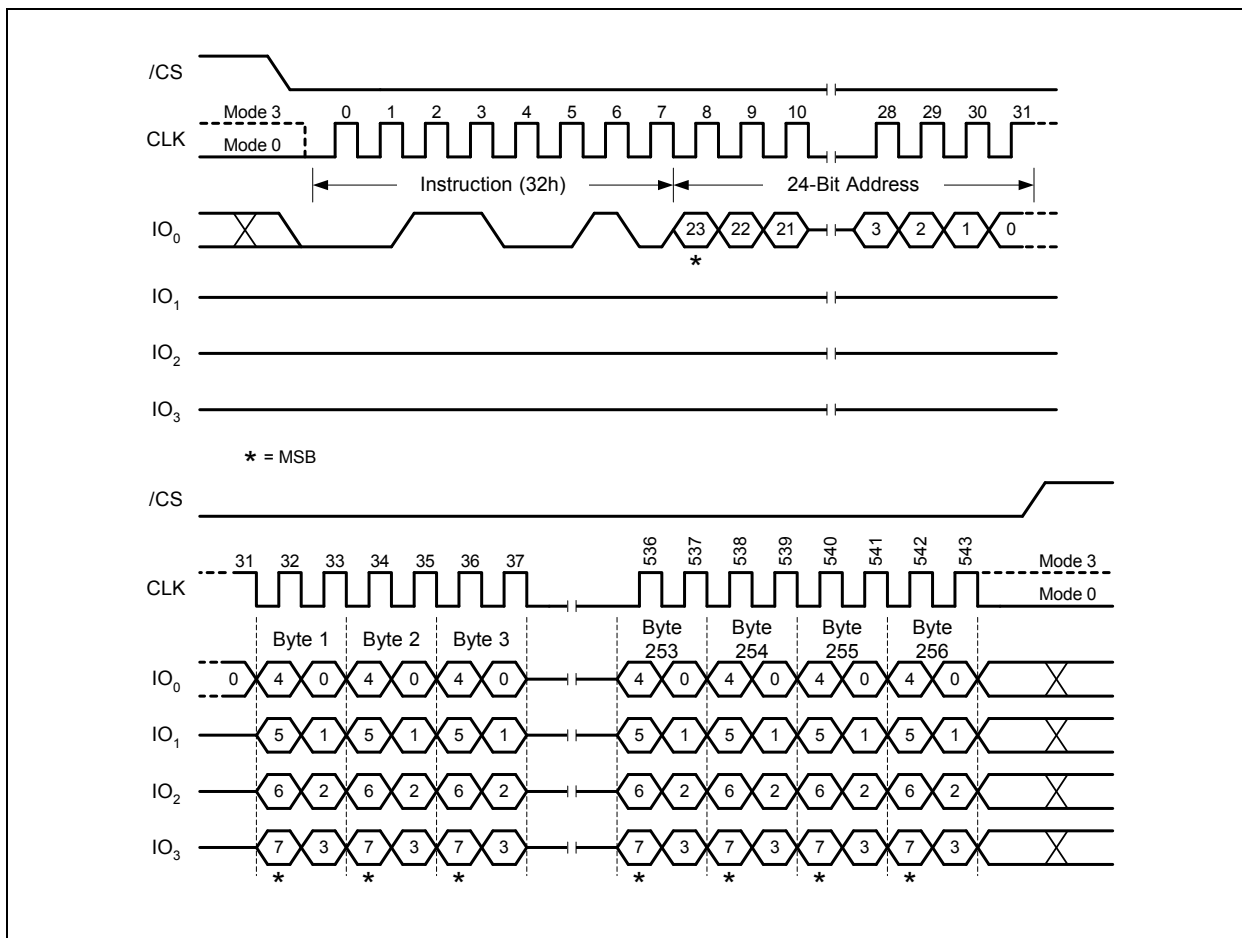 /CS
Mode 3 0 1 2 3 4 5 6 7 8 9 10 28 29 30 31
CLK
Mode 0
Instruction (32h) 24-Bit Address
IO0 23 22 21 3 2 1 0
*
IO1
IO2
IO3
* = MSB
/CS
31 32 33 34 35 36 37 536 537 538 539 540 541 542 543 Mode 3
CLK
Mode 0
Byte 1 Byte 2 Byte 3 Byte 253 Byte 254 Byte 255 Byte 256
IO0 0 4 0 4 0 4 0 4 0 4 0 4 0 4 0
IO1 5 1 5 1 5 1 5 1 5 1 5 1 5 1
IO2 6 2 6 2 6 2 6 2 6 2 6 2 6 2
IO3 7 3 7 3 7 3 7 3 7 3 7 3 7 3
* * * * * * *